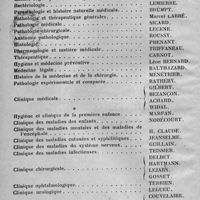 Bactériologie LEMIERRE.
Parasitologie et histoire naturelle médicale BRUMPT.
Pathologie et thérapeutique générales Marcel LABBÉ.
Pathologie médicale SICARD.
Pathologie chirurgicale LECÈNE.
Anatomie pathologique ROUSSY.
Histologie PRENANT.
Pharmacologie et matière médicale TIFFENEAU.
Thérapeutique CARNOT.
Hygiène et médecine préventive Léon BERNARD.
Médecine légale BALTHAZARD.
Histoire de la médecine et de la chirurgie MENÉTRIER.
Pathologie expérimentale et comparée RATHERY.
Clinique médicale
GILBERT.
BEZANÇON.
ACHARD.
WIDAL.
Hygiène et clinique de la première enfance MARFAN.
Clinique des maladies des enfants NOBÉCOURT.
Clinique des maladies mentales et des maladies de l'encéphale H. CLAUDE.
Clinique des maladies cutanées et syphilitiques JEANSELME.
Clinique des maladies du système nerveux GUILLAIN.
Clinique des maladies infectieuses TEISSIER.
Clinique chirurgicale
DELBET
HARTMANN.
LEJARS.
GOSSET.
Clinique ophtalmologique TERRIEN.
Clinique urologique LEGUEU.
COUVELAIRE.